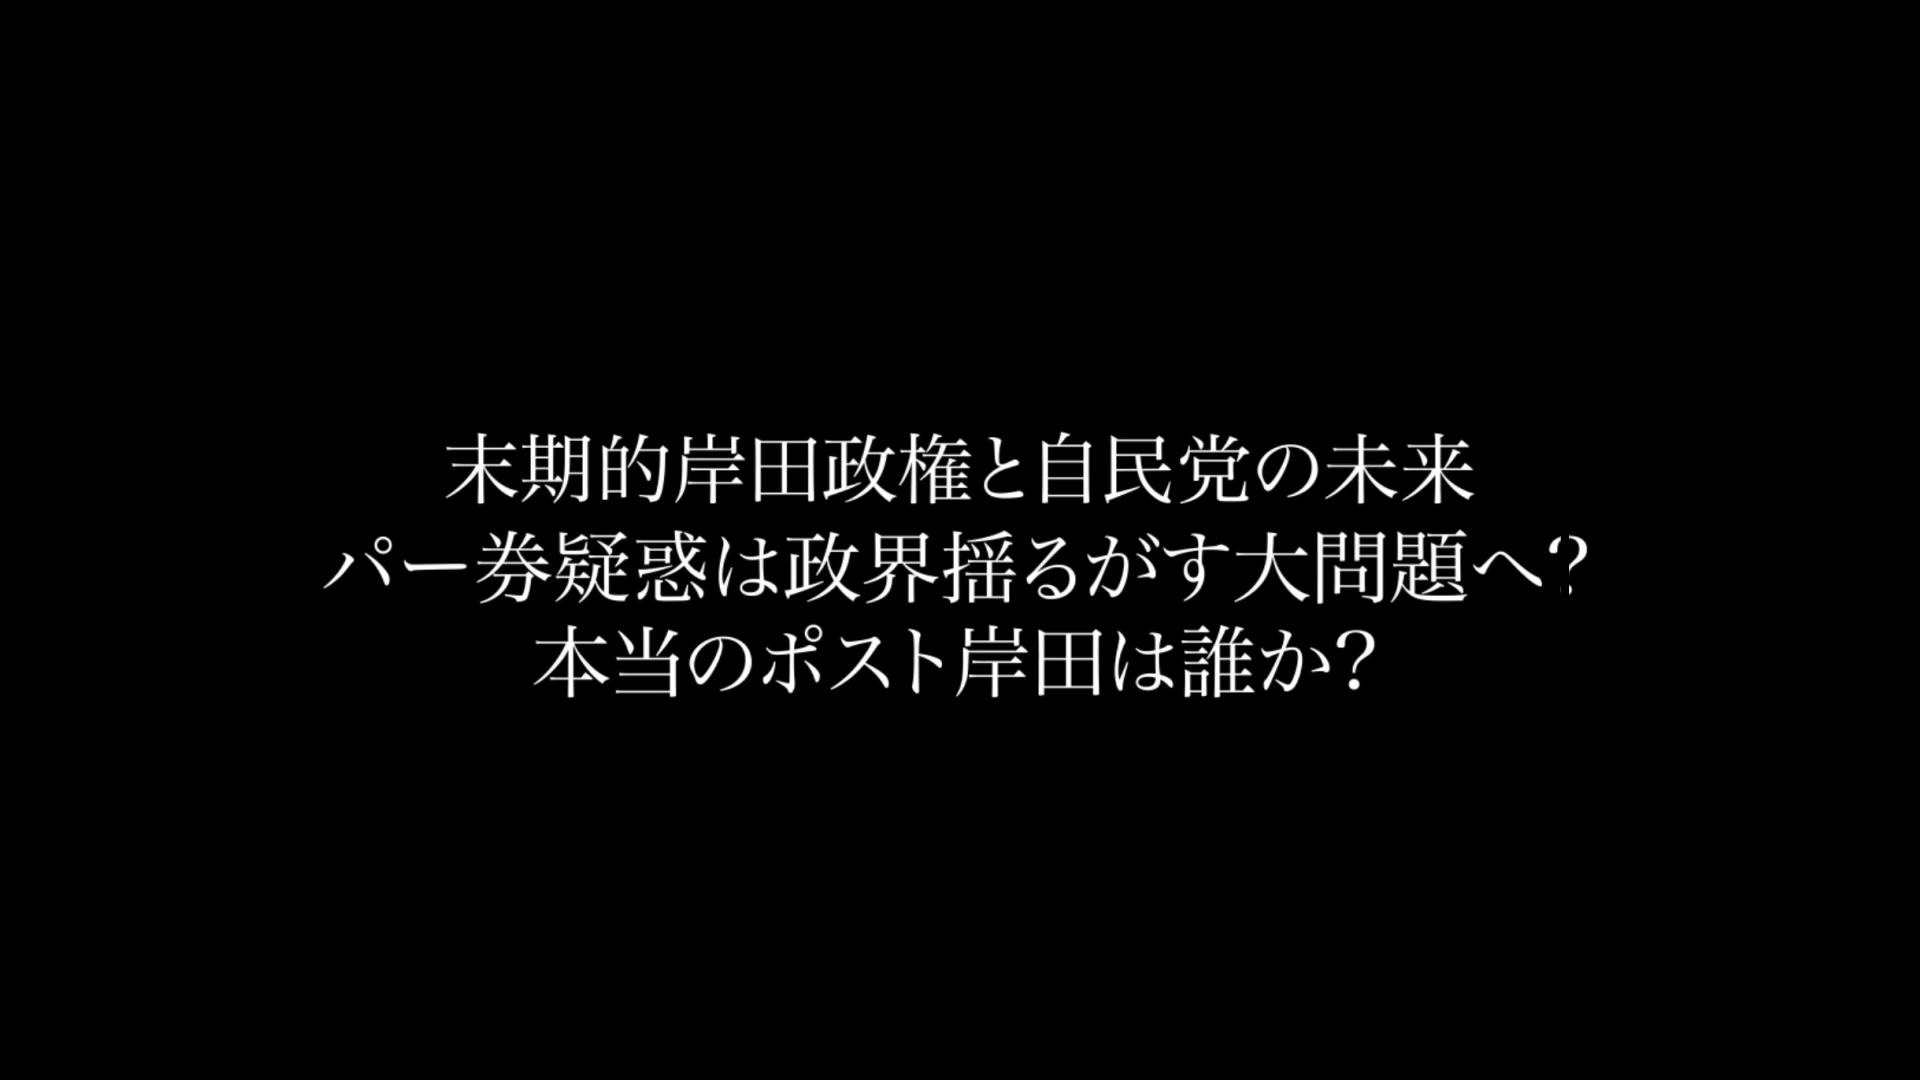 末期的岸田政権と自民党の未来
パー券疑惑は政界揺るがす大問題へ？
本当のポスト岸田は誰か？